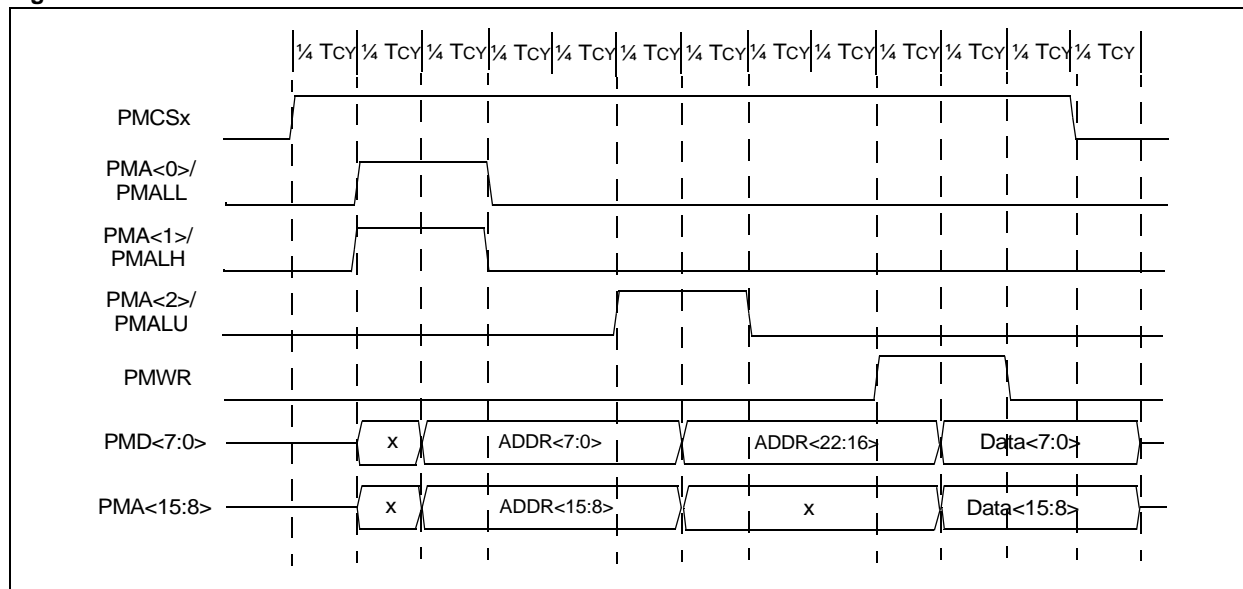 ¼ TCY ¼ TCY ¼ TCY ¼ TCY ¼ TCY ¼ TCY ¼ TCY ¼ TCY ¼ TCY ¼ TCY ¼ TCY ¼ TCY ¼ TCY
PMCSx
PMA<0>/
PMALL
PMA<1>/
PMALH
PMA<2>/
PMALU
PMWR
PMD<7:0> x ADDR<7:0> ADDR<22:16> Data<7:0>
PMA<15:8> x ADDR<15:8> x Data<15:8>